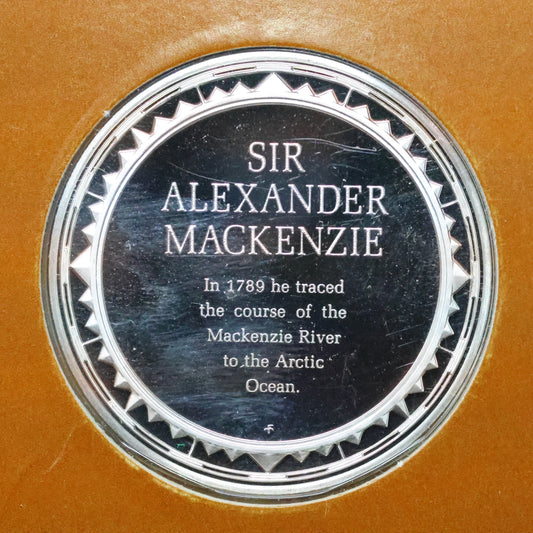 SIR
ALEXANDER
MACKENZIE
In 1789 he traced
the course of the
Mackenzie River
to the Arctic
Ocean.